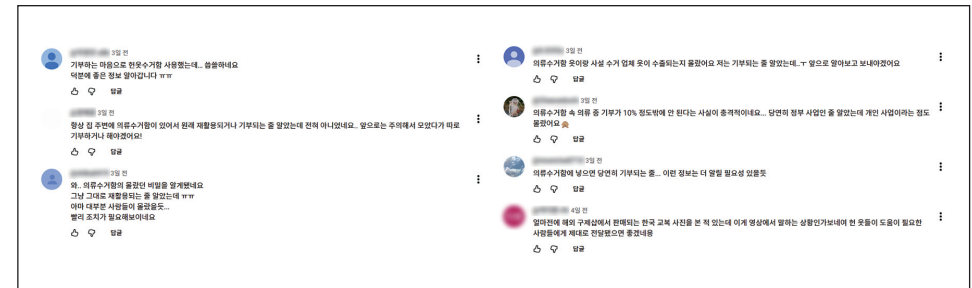 3일 전
기부하는 마음으로 헌옷수거함 사용했는데... 씁쓸하네요
덕분에 좋은 정보 알아갑니다 ㅠㅠ
답글
3일 전
항상 집 주변에 의류수거함이 있어서 원래 재활용되거나 기부되는 줄 알았는데 전혀 아니었네요.. 앞으로는 주의해서 모았다가 따로
기부하거나 해야겠어요!
답글
3일 전
와.. 의류수거함의 몰랐던 비밀을 알게됐네요
그냥 그대로 재활용되는 줄 알았는데 ㅠㅠ
아마 대부분 사람들이 몰랐을듯...
빨리 조치가 필요해보이네요
답글
3일 전
의류수거함 옷이랑 사설 수거 업체 옷이 수출되는지 몰랐어요 저는 기부되는 줄 알았는데..ㅜ 앞으로 알아보고 보내야겠어요
답글
3일 전
의류수거함 속 의류 중 기부가 10% 정도밖에 안 된다는 사실이 충격적이네요... 당연히 정부 사업인 줄 알았는데 개인 사업이라는 점도
몰랐어요 🙊
답글
3일 전
의류수거함에 넣으면 당연히 기부되는 줄... 이런 정보는 더 알릴 필요성 있을듯
답글
4일 전
얼마전에 해외 구제샵에서 판매되는 한국 교복 사진을 본 적 있는데 이게 영상에서 말하는 상황인가보네여 헌 옷들이 도움이 필요한
사람들에게 제대로 전달됐으면 좋겠네용
답글